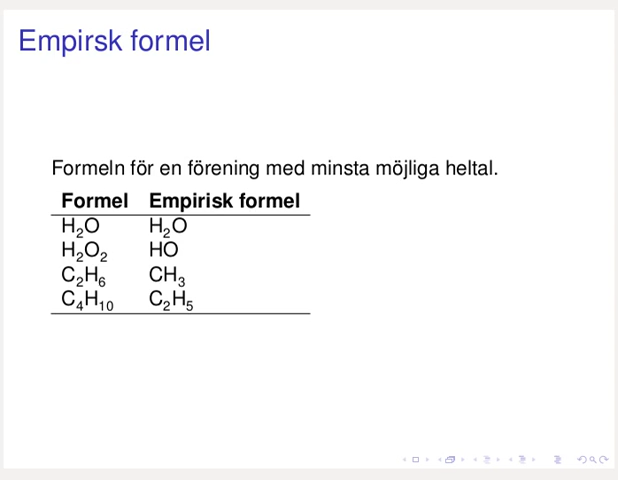 Empirsk formel
Formeln för en förening med minsta möjliga heltal.
Formel Empirisk formel
H₂O H₂O
H₂O₂ HO
C₂H₆ CH₃
C₄H₁₀ C₂H₅